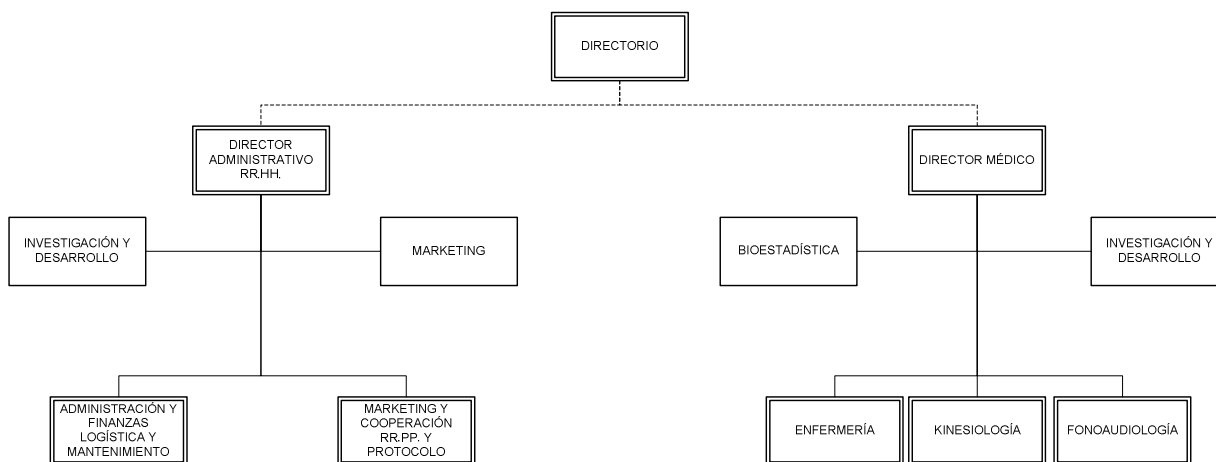 DIRECTORIO
DIRECTOR
ADMINISTRATIVO
RR.HH.
DIRECTOR MÉDICO
INVESTIGACIÓN Y
DESARROLLO
MARKETING
BIOESTADÍSTICA
INVESTIGACIÓN Y
DESARROLLO
ADMINISTRACIÓN Y
FINANZAS
LOGÍSTICA Y
MANTENIMIENTO
MARKETING Y
COOPERACIÓN
RR.PP. Y
PROTOCOLO
ENFERMERÍA
KINESIOLOGÍA
FONOAUDIOLOGÍA